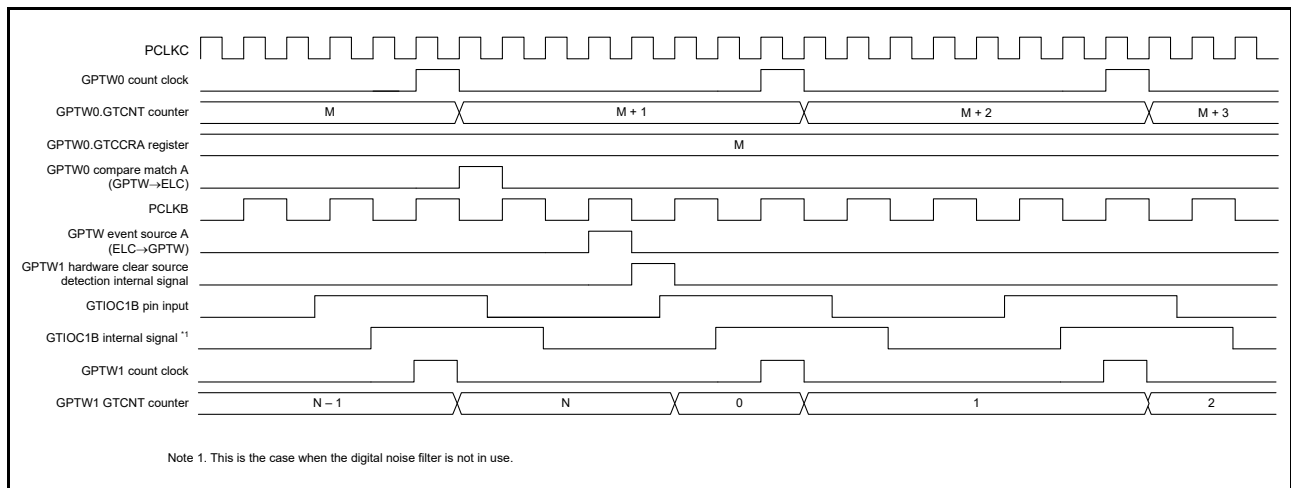 PCLKC
GPTW0 count clock
GPTW0.GTCNT counter M M + 1 M + 2 M + 3
GPTW0.GTCCRA register M
GPTW0 compare match A
(GPTW→ELC)
PCLKB
GPTW event source A
(ELC→GPTW)
GPTW1 hardware clear source
detection internal signal
GTIOC1B pin input
GTIOC1B internal signal *1
GPTW1 count clock
GPTW1 GTCNT counter N – 1 N 0 1 2
Note 1. This is the case when the digital noise filter is not in use.